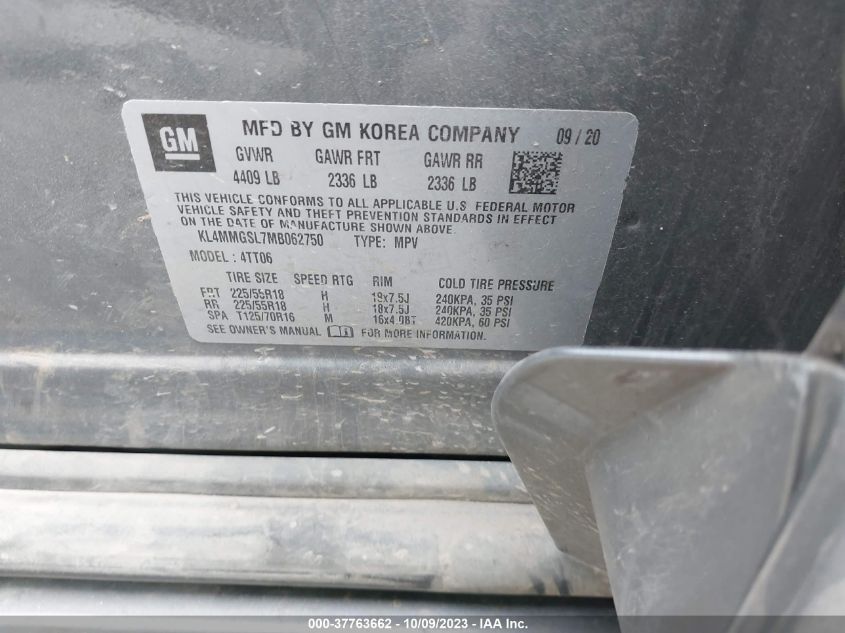 GM MFD BY GM KOREA COMPANY 09/20
GVWR GAWR FRT GAWR RR
4409 LB 2336 LB 2336 LB
THIS VEHICLE CONFORMS TO ALL APPLICABLE U.S. FEDERAL MOTOR
VEHICLE SAFETY AND THEFT PREVENTION STANDARDS IN EFFECT
ON THE DATE OF MANUFACTURE SHOWN ABOVE.
KL4MMGSL7MB062750 TYPE: MPV
MODEL: 4TT06
TIRE SIZE SPEED RTG RIM COLD TIRE PRESSURE
FRT 225/55R18 H 18x7.5J 240KPA, 35 PSI
RR 225/55R18 H 18x7.5J 240KPA, 35 PSI
SPA T125/70R16 M 16x4.0BT 420KPA, 60 PSI
SEE OWNER'S MANUAL FOR MORE INFORMATION.
000-37763662 - 10/09/2023 - IAAI Inc.